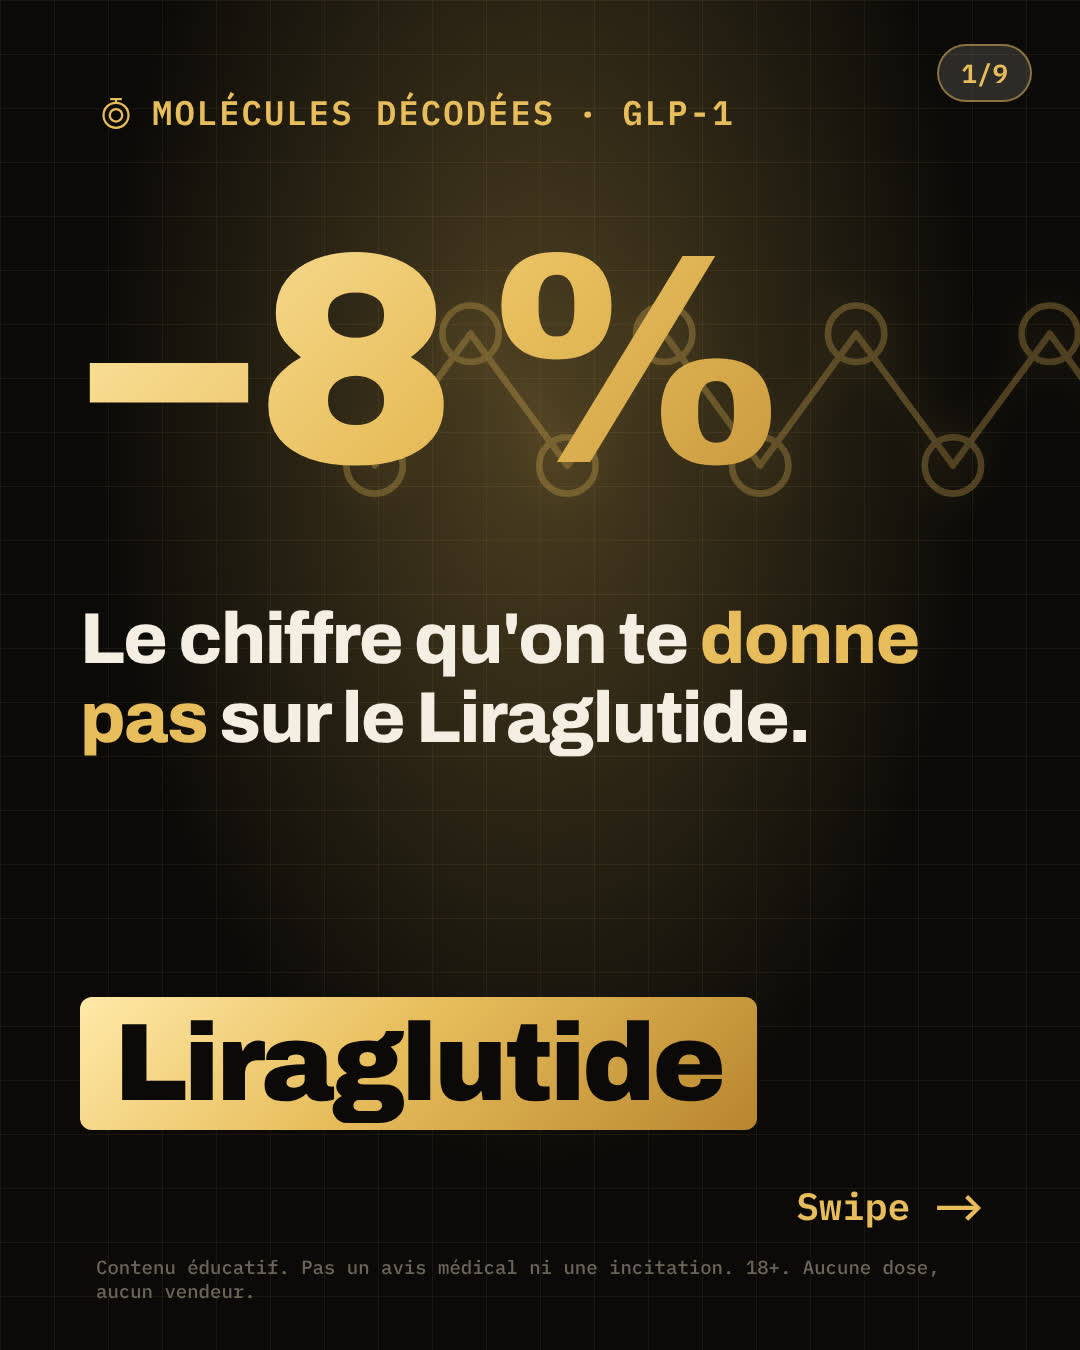 1/9
MOLÉCULES DÉCODÉES · GLP-1
–8%
Le chiffre qu'on te donne
pas sur le Liraglutide.
Liraglutide
Swipe →
Contenu éducatif. Pas un avis médical ni une incitation. 18+. Aucune dose,
aucun vendeur.